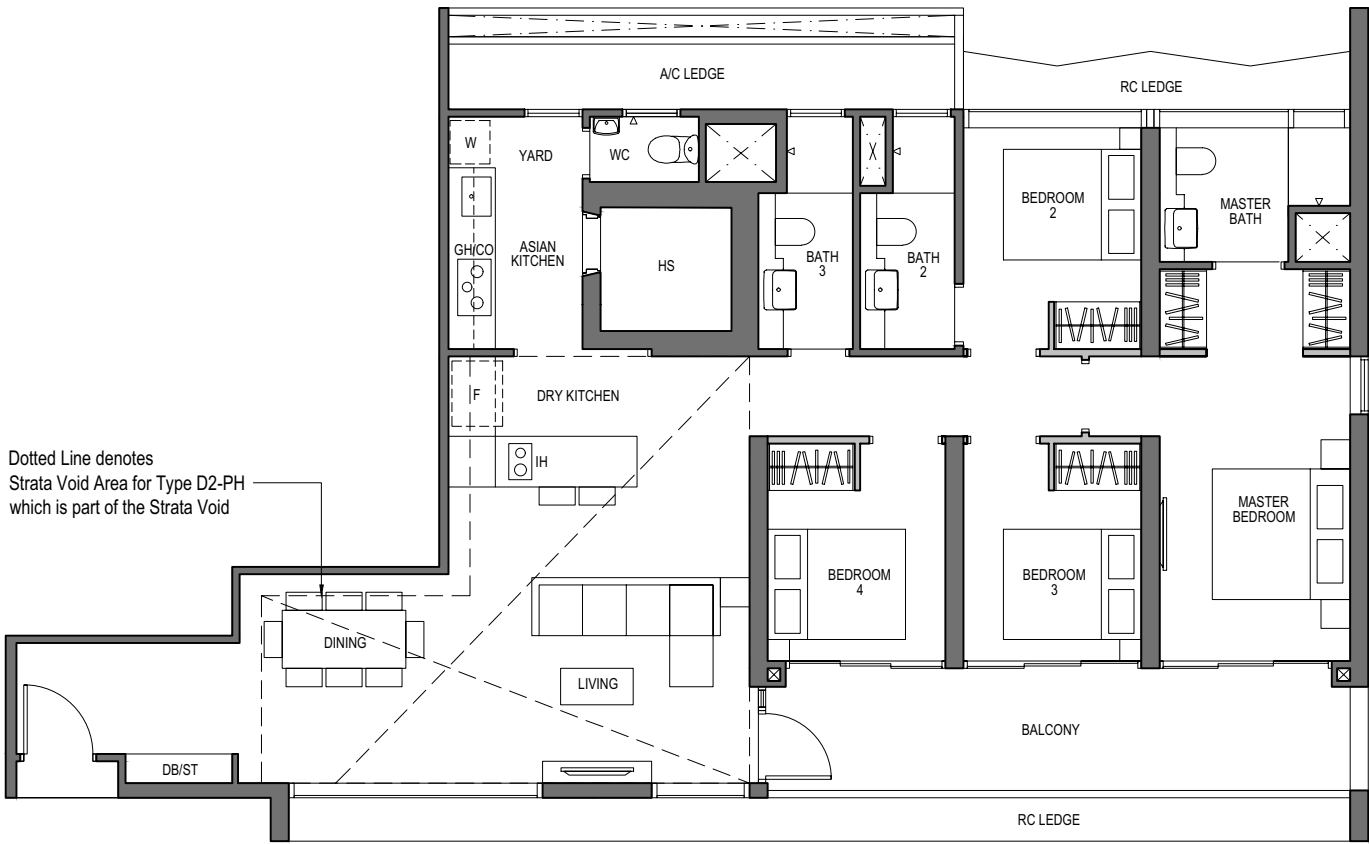 A/C LEDGE
RC LEDGE
W
YARD
WC
BEDROOM
2
MASTER
BATH
GH/CO
ASIAN
KITCHEN
HS
BATH
3
BATH
2
F
DRY KITCHEN
IH
Dotted Line denotes
Strata Void Area for Type D2-PH
which is part of the Strata Void
MASTER
BEDROOM
BEDROOM
4
BEDROOM
3
DINING
LIVING
BALCONY
DB/ST
RC LEDGE